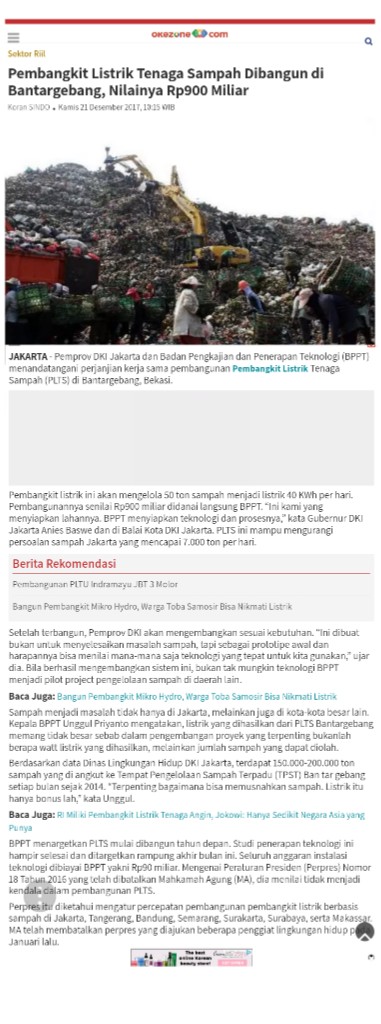 okezone.com
Sektor Riil
Pembangkit Listrik Tenaga Sampah Dibangun di
Bantargebang, Nilainya Rp900 Miliar
Koran SINDO • Kamis 21 Desember 2017, 10:15 WIB
JAKARTA - Pemprov DKI Jakarta dan Badan Pengkajian dan Penerapan Teknologi (BPPT)
menandatangani perjanjian kerja sama pembangunan Pembangkit Listrik Tenaga
Sampah (PLTS) di Bantargebang, Bekasi.
Pembangkit listrik ini akan mengelola 50 ton sampah menjadi listrik 40 KWh per hari.
Pembangunannya senilai Rp900 miliar didanai langsung BPPT. "Ini kami yang
menyiapkan lahannya. BPPT menyiapkan teknologi dan prosesnya," kata Gubernur DKI
Jakarta Anies Baswe dan di Balai Kota DKI Jakarta. PLTS ini mampu mengurangi
persoalan sampah Jakarta yang mencapai 7.000 ton per hari.
Berita Rekomendasi
Pembangunan PLTU Indramayu JBT 3 Molor
Bangun Pembangkit Mikro Hydro, Warga Toba Samosir Bisa Nikmati Listrik
Setelah terbangun, Pemprov DKI akan mengembangkan sesuai kebutuhan. "Ini dibuat
bukan untuk menyelesaikan masalah sampah, tapi sebagai prototipe awal dan
harapannya bisa menilai mana-mana saja teknologi yang tepat untuk kita gunakan," ujar
dia. Bila berhasil mengembangkan sistem ini, bukan tak mungkin teknologi BPPT
menjadi pilot project pengelolaan sampah di daerah lain.
Baca Juga: Bangun Pembangkit Mikro Hydro, Warga Toba Samosir Bisa Nikmati Listrik
Sampah menjadi masalah tidak hanya di Jakarta, melainkan juga di kota-kota besar lain.
Kepala BPPT Unggul Priyanto mengatakan, listrik yang dihasilkan dari PLTS Bantargebang
memang tidak besar sebab dalam pengembangan proyek yang terpenting bukanlah
berapa watt listrik yang dihasilkan, melainkan jumlah sampah yang dapat diolah.
Berdasarkan data Dinas Lingkungan Hidup DKI Jakarta, terdapat 150.000-200.000 ton
sampah yang di angkut ke Tempat Pengelolaan Sampah Terpadu (TPST) Ban tar gebang
setiap bulan sejak 2014. "Terpenting bagaimana bisa memusnahkan sampah. Listrik itu
hanya bonus lah," kata Unggul.
Baca Juga: RI Miliki Pembangkit Listrik Tenaga Angin, Jokowi: Hanya Sedikit Negara Asia yang
Punya
BPPT menargetkan PLTS mulai dibangun tahun depan. Studi penerapan teknologi ini
hampir selesai dan ditargetkan rampung akhir bulan ini. Seluruh anggaran instalasi
teknologi dibiayai BPPT yakni Rp90 miliar. Mengenai Peraturan Presiden (Perpres) Nomor
18 Tahun 2016 yang telah dibatalkan Mahkamah Agung (MA), dia menilai tidak menjadi
kendala dalam pembangunan PLTS.
Perpres itu diketahui mengatur percepatan pembangunan pembangkit listrik berbasis
sampah di Jakarta, Tangerang, Bandung, Semarang, Surakarta, Surabaya, serta Makassar.
MA telah membatalkan perpres yang diajukan beberapa penggiat lingkungan hidup
Januari lalu.
The best
online Korean
beauty store!